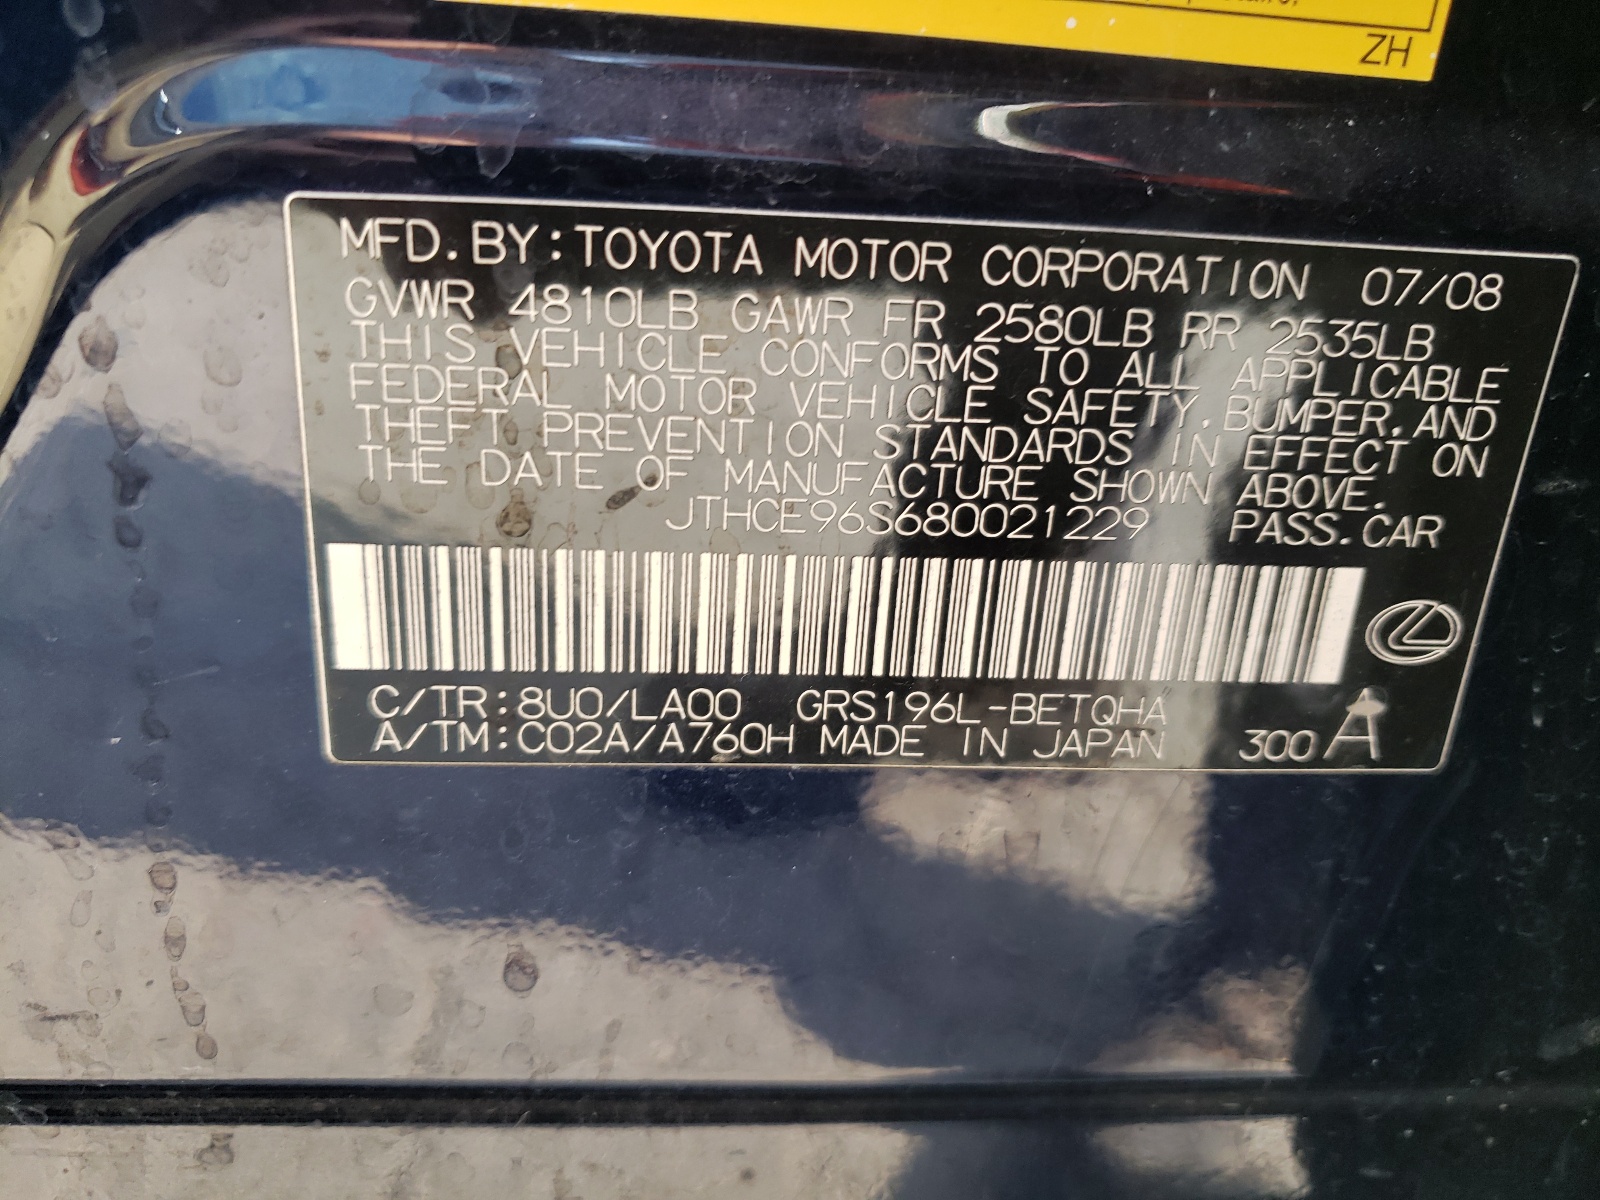 ZH
MFD. BY: TOYOTA MOTOR CORPORATION 07/08
GVWR 4810LB GAWR FR 2580LB RR 2535LB
THIS VEHICLE CONFORMS TO ALL APPLICABLE
FEDERAL MOTOR VEHICLE SAFETY, BUMPER, AND
THEFT PREVENTION STANDARDS IN EFFECT ON
THE DATE OF MANUFACTURE SHOWN ABOVE.
JTHCE96S680021229 PASS. CAR
C/TR: 8U0/LA00 GRS196L-BETQHA
A/TM: C02A/A760H MADE IN JAPAN 300 A